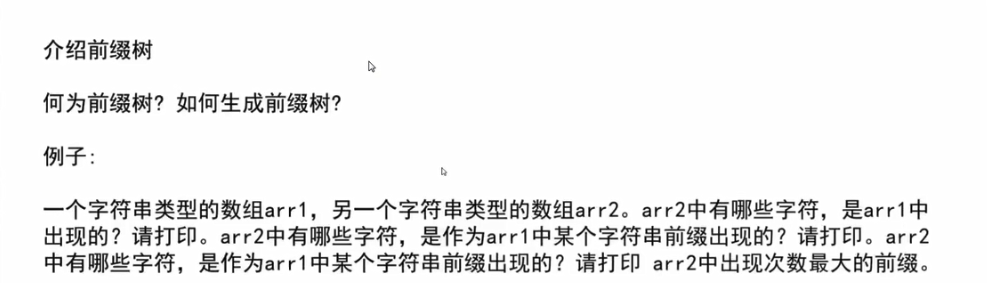 介绍前缀树
何为前缀树? 如何生成前缀树?
例子:
一个字符串类型的数组arr1，另一个字符串类型的数组arr2。arr2中有哪些字符，是arr1中
出现的？请打印。arr2中有哪些字符，是作为arr1中某个字符串前缀出现的？请打印。arr2
中有哪些字符，是作为arr1中某个字符串前缀出现的？请打印 arr2中出现次数最大的前缀。